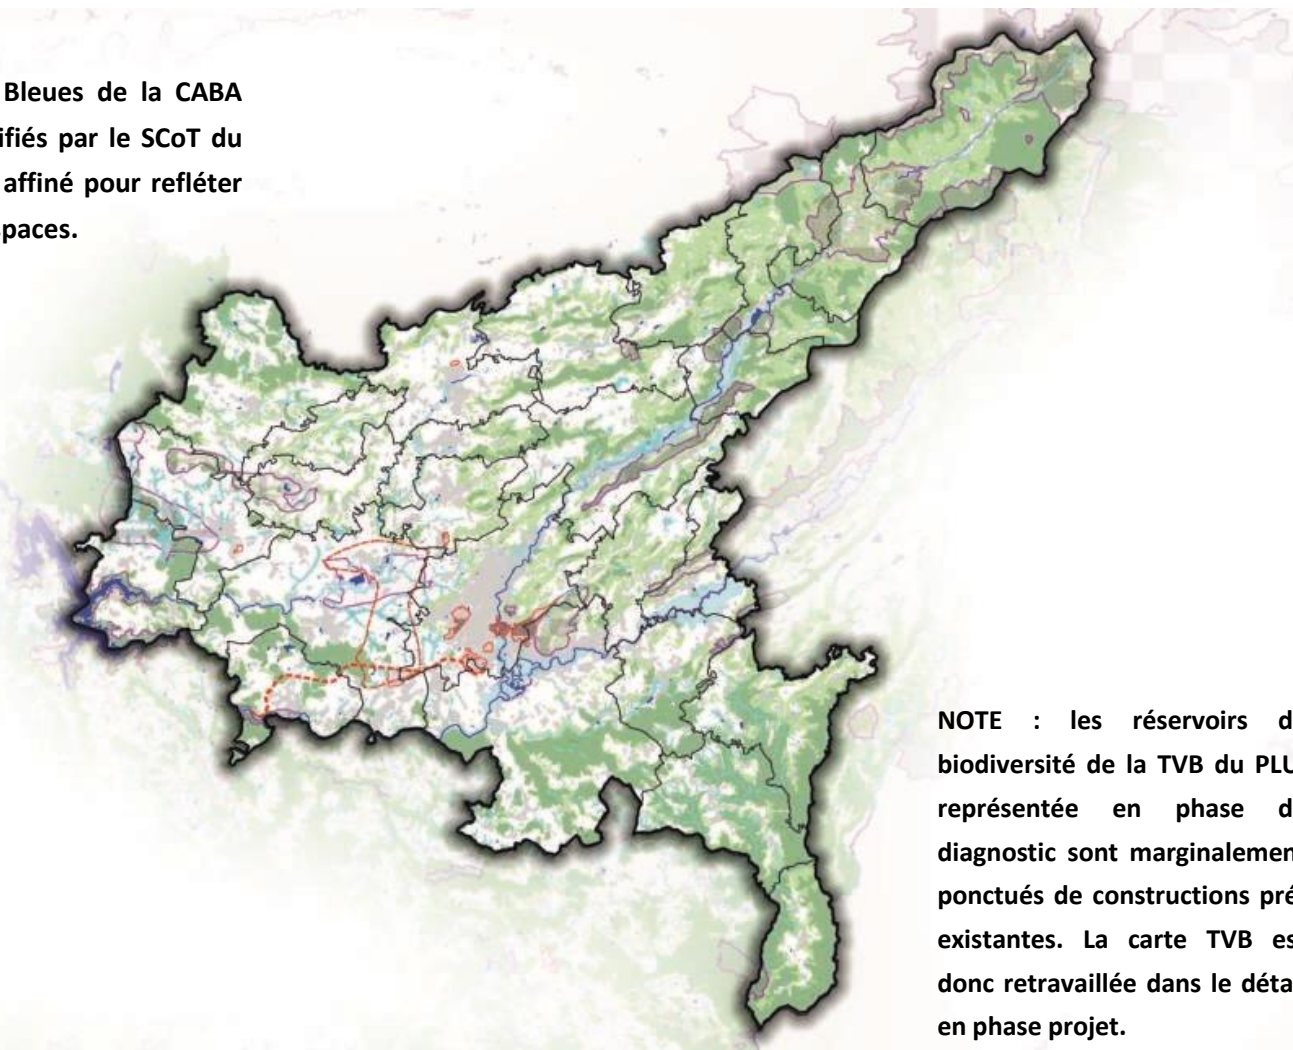 Bleues de la CABA
ifiés par le SCoT du
affiné pour refléter
spaces.
NOTE : les réservoirs d
biodiversité de la TVB du PLU
représentée en phase d
diagnostic sont marginalemen
ponctués de constructions pré
existantes. La carte TVB es
donc retravaillée dans le déta
en phase projet.